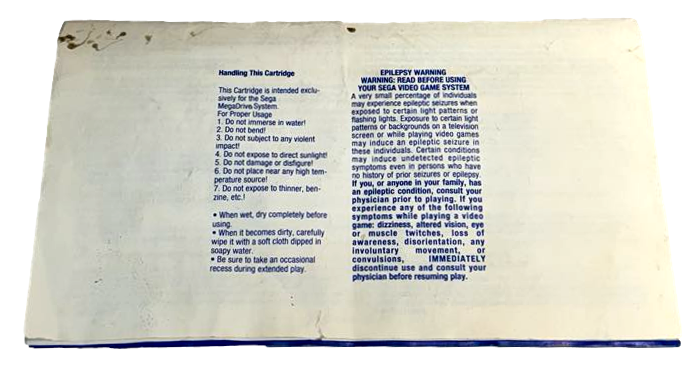 Handling This Cartridge
This Cartridge is intended exclu-
sively for the Sega
MegaDrive System.
For Proper Usage
1. Do not immerse in water!
2. Do not bend!
3. Do not subject to any violent
impact!
4. Do not expose to direct sunlight!
5. Do not damage or disfigure!
6. Do not place near any high tem-
perature source!
7. Do not expose to thinner, ben-
zine, etc.!
• When wet, dry completely before
using.
• When it becomes dirty, carefully
wipe it with a soft cloth dipped in
soapy water.
• Be sure to take an occasional
recess during extended play.
EPILEPSY WARNING
WARNING: READ BEFORE USING
YOUR SEGA VIDEO GAME SYSTEM
A very small percentage of individuals
may experience epileptic seizures when
exposed to certain light patterns or
flashing lights. Exposure to certain light
patterns or backgrounds on a television
screen or while playing video games
may induce an epileptic seizure in
these individuals. Certain conditions
may induce undetected epileptic
symptoms even in persons who have
no history of prior seizures or epilepsy.
If you, or anyone in your family, has
an epileptic condition, consult your
physician prior to playing. If you
experience any of the following
symptoms while playing a video
game: dizziness, altered vision, eye
or muscle twitches, loss of
awareness, disorientation, any
involuntary movement, or
convulsions, IMMEDIATELY
discontinue use and consult your
physician before resuming play.